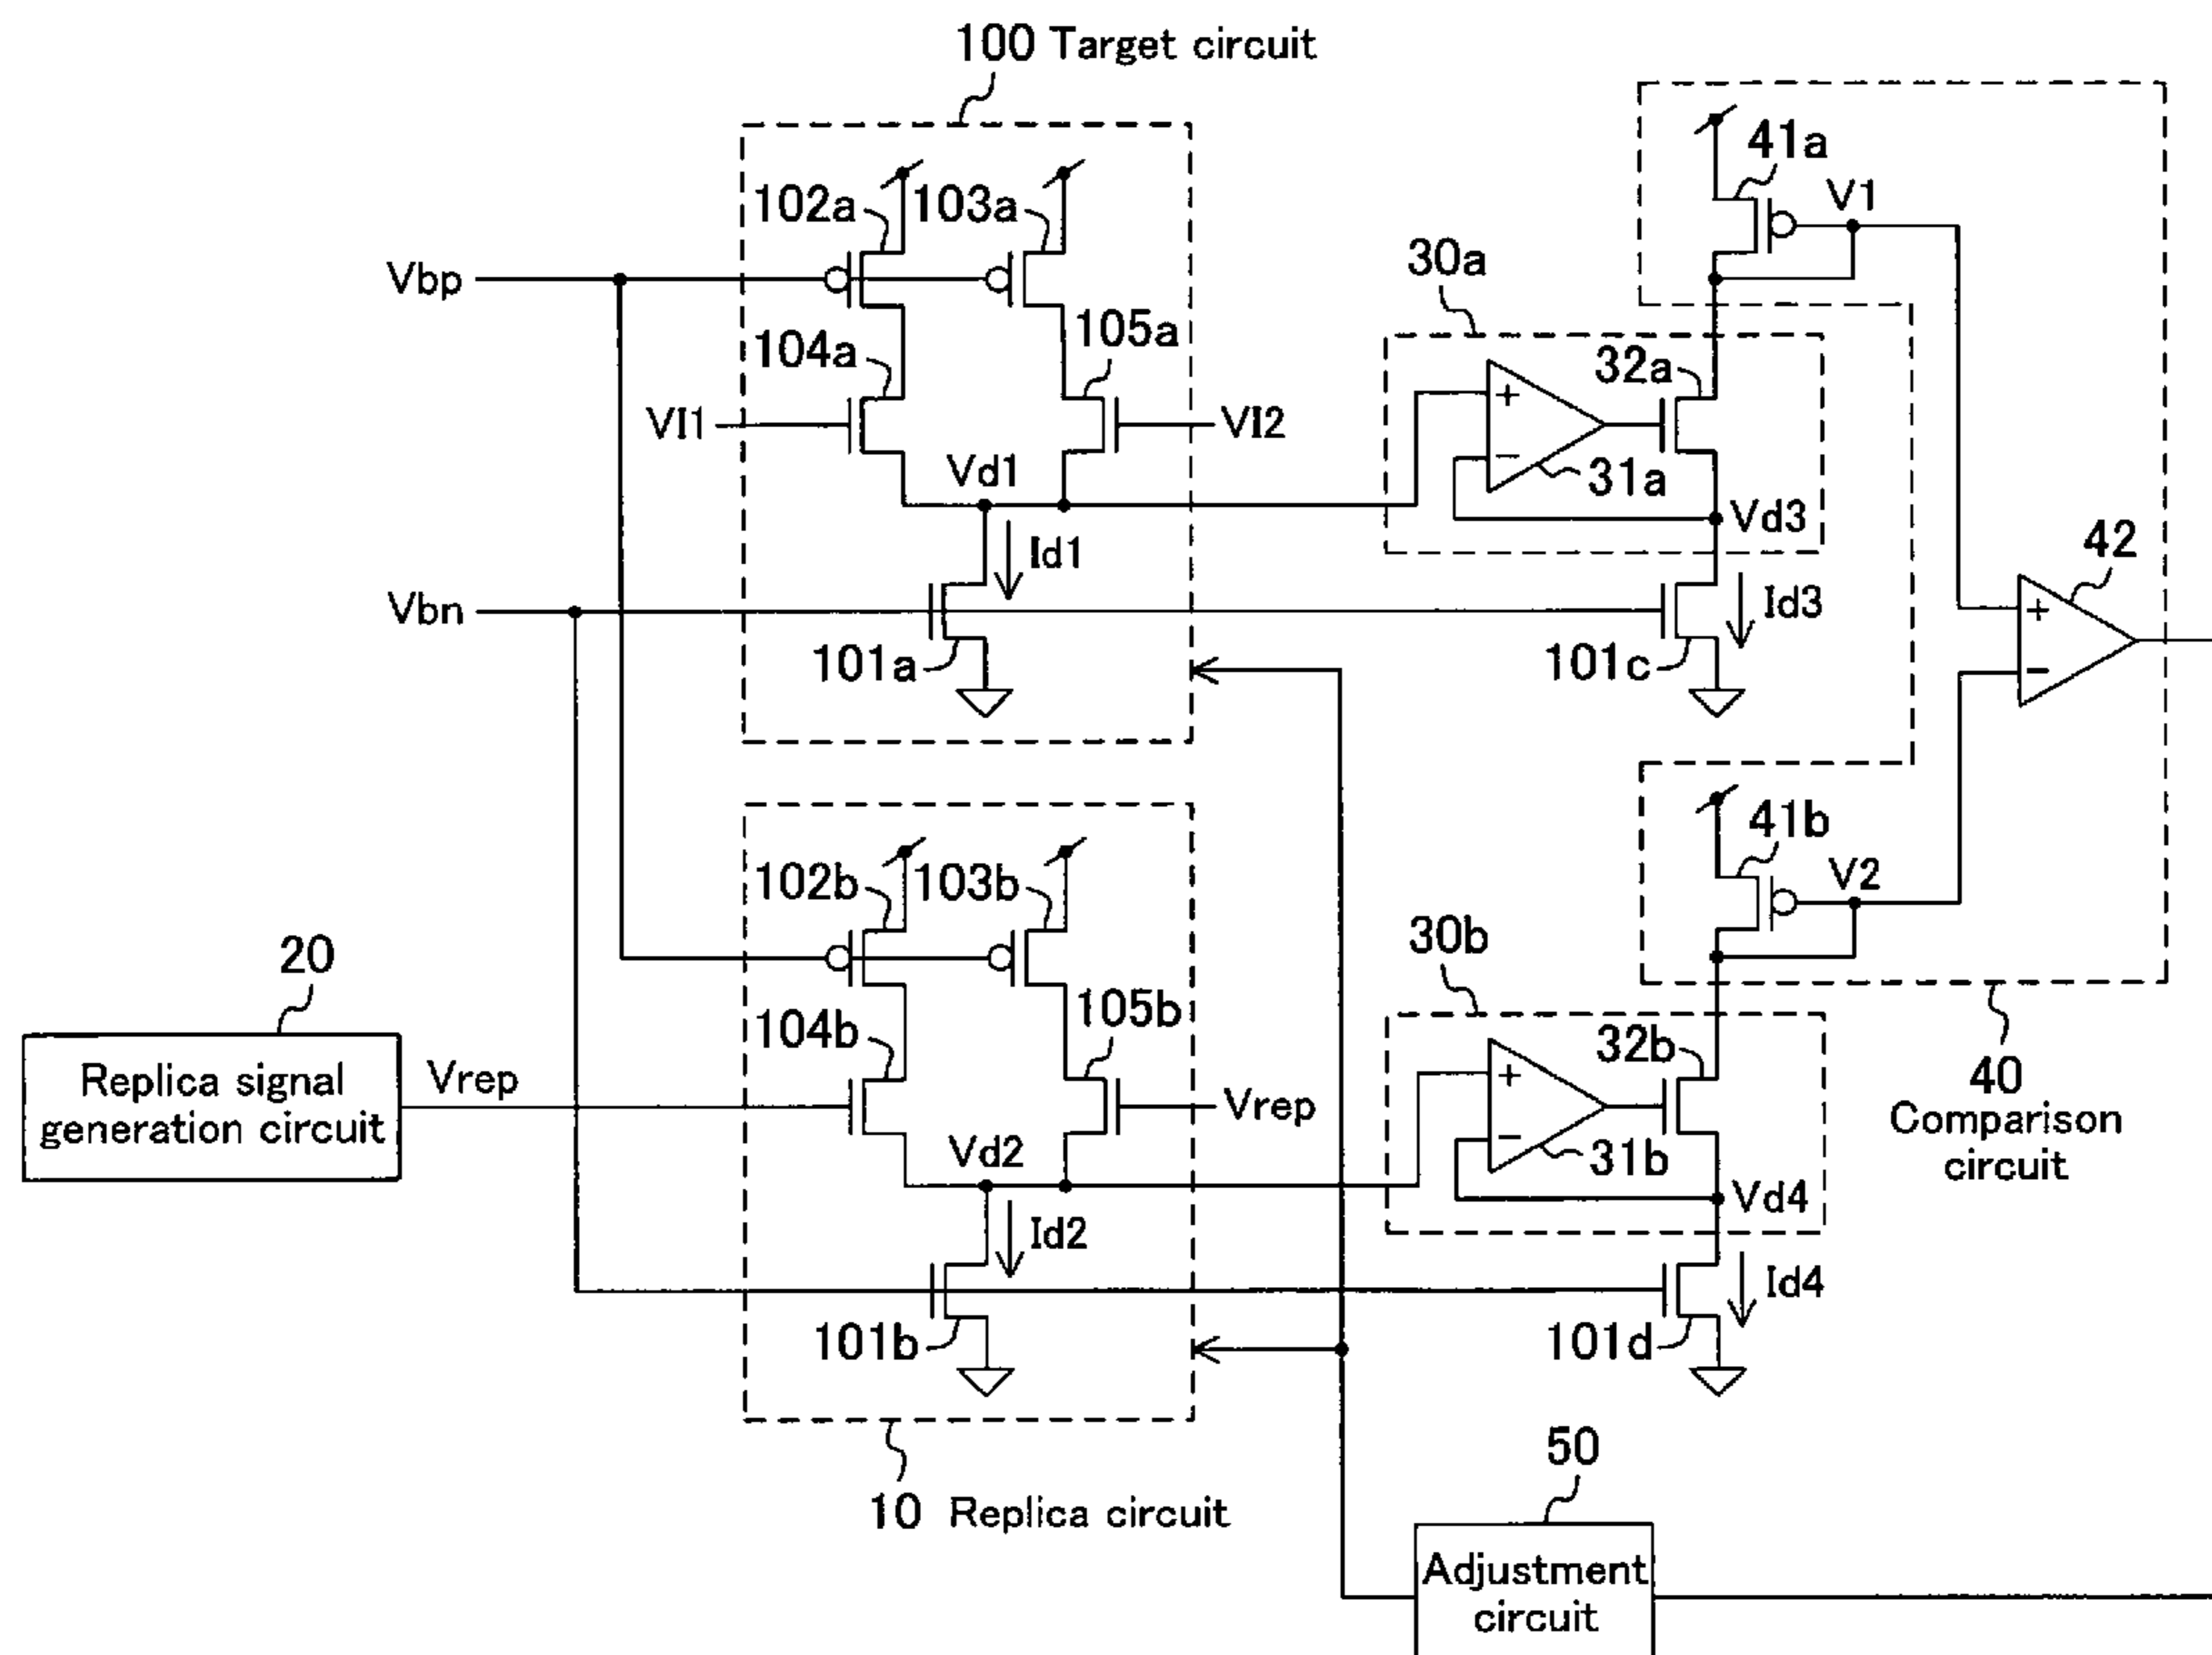 100 Target circuit
102a
103a
41a
V1
Vbp
30a
104a
105a
32a
VI1
VI2
+
−
31a
Vd1
Vd3
Id1
42
Vbn
Id3
+
−
101a
101c
41b
V2
102b
103b
30b
20
104b
105b
32b
Replica signal
generation circuit
Vrep
Vrep
+
−
31b
40
Comparison
circuit
Vd2
Vd4
Id2
Id4
101b
101d
50
10 Replica circuit
Adjustment
circuit